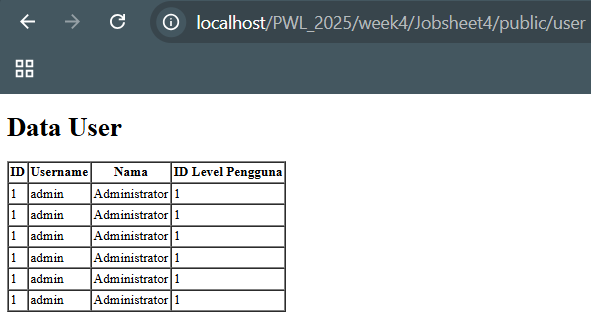 localhost/PWL_2025/week4/Jobsheet4/public/user
Data User
ID Username Nama ID Level Pengguna
1 admin Administrator 1
1 admin Administrator 1
1 admin Administrator 1
1 admin Administrator 1
1 admin Administrator 1
1 admin Administrator 1